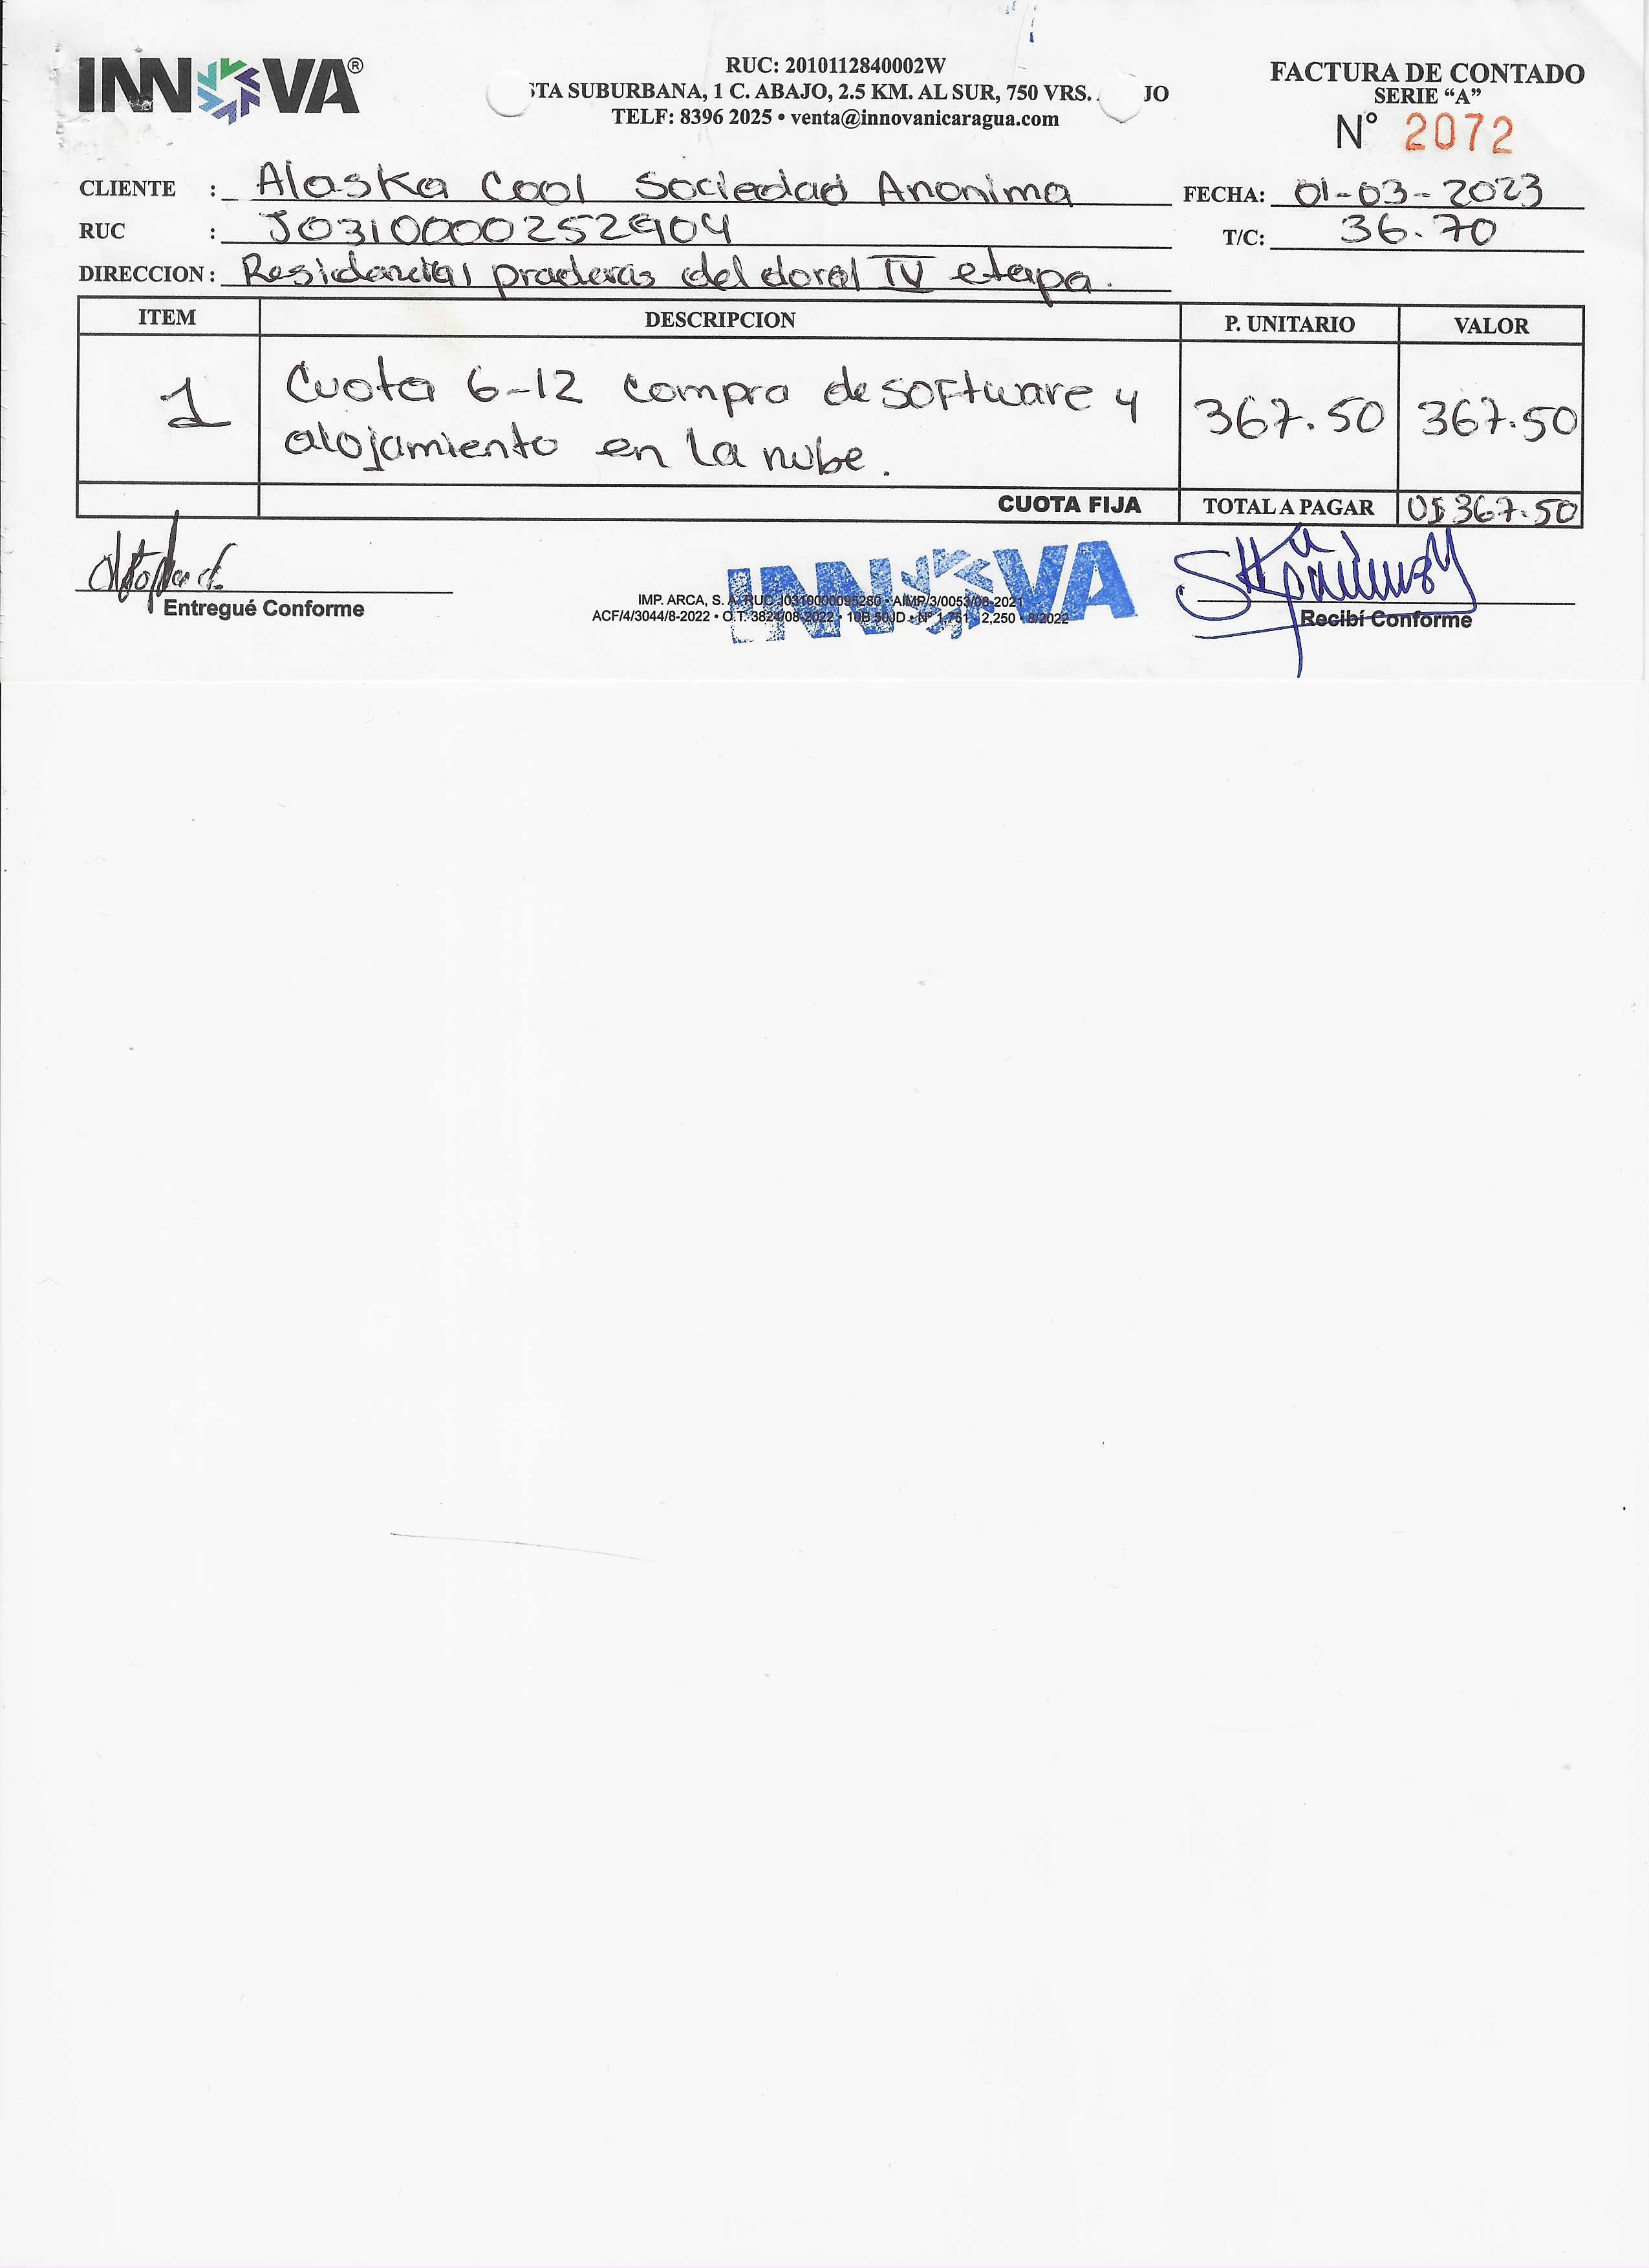 INNOVA®
RUC: 2010112840002W
STA SUBURBANA, 1 C. ABAJO, 2.5 KM. AL SUR, 750 VRS. JO
TELF: 8396 2025 • venta@innovanicaragua.com
FACTURA DE CONTADO
SERIE “A”
N° 2072
CLIENTE : Alaska Cool Sociedad Anonima
FECHA: 01-03-2023
RUC : J0310000252904
T/C: 36.70
DIRECCION: Residencial praderas del doral IV etapa.
ITEM DESCRIPCION P. UNITARIO VALOR
1 Cuota 6-12 compra de software y 367.50 367.50
alojamiento en la nube.
CUOTA FIJA TOTAL A PAGAR U$ 367.50
Entregué Conforme
INNOVA
IMP. ARCA, S. A. RUC J0310000095280 • AIMP/3/0053/08-2021
ACF/4/3044/8-2022 • O.T. 3824/08-2022 • 10B 50JD • Nº 1,751 - 2,250 - 8/2022
Recibí Conforme